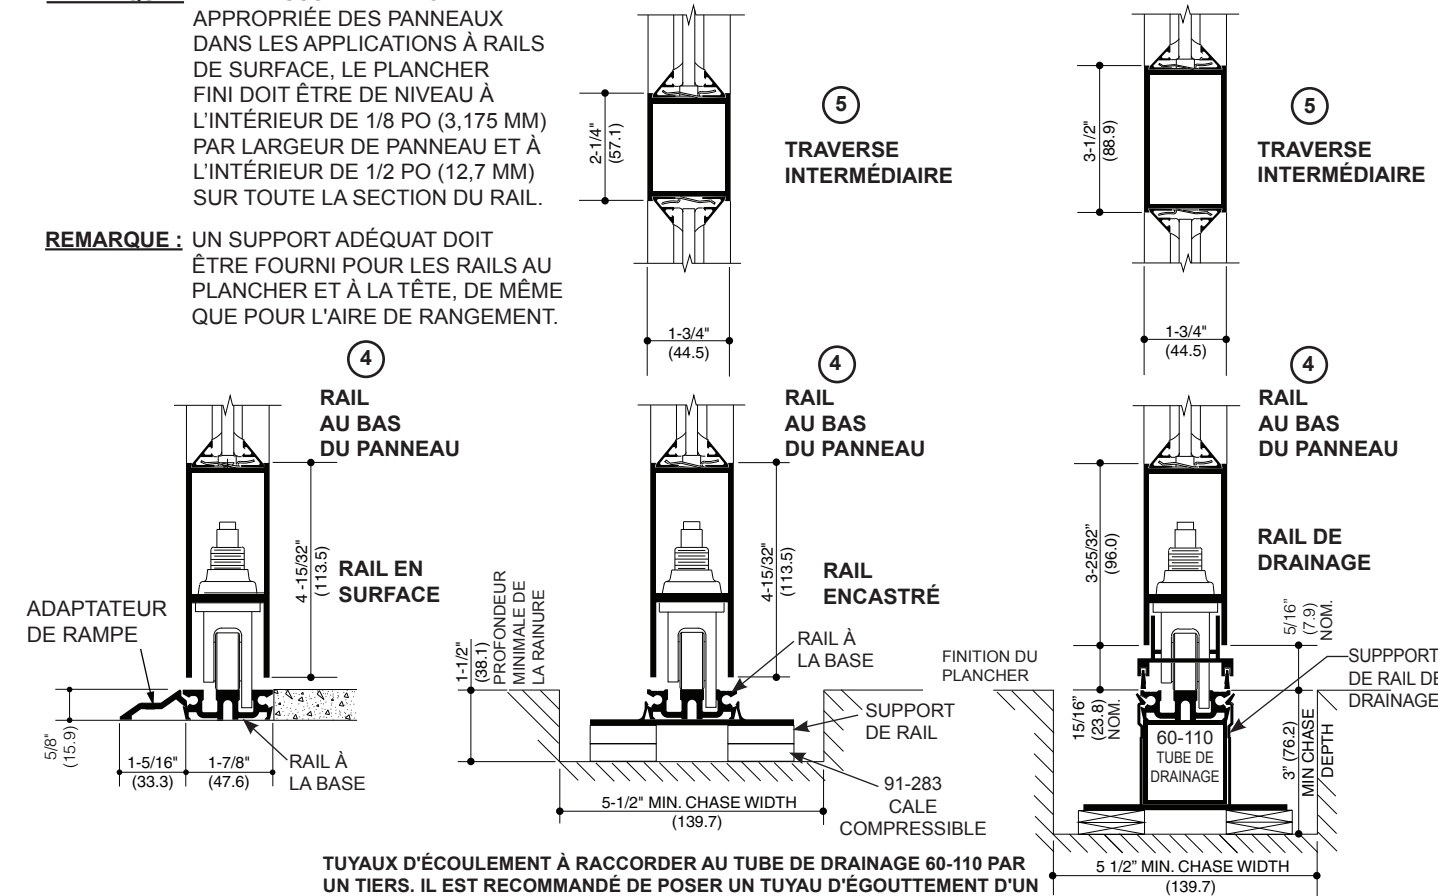 APPROPRIÉE DES PANNEAUX
DANS LES APPLICATIONS À RAILS
DE SURFACE, LE PLANCHER
FINI DOIT ÊTRE DE NIVEAU À
L'INTÉRIEUR DE 1/8 PO (3,175 MM)
PAR LARGEUR DE PANNEAU ET À
L'INTÉRIEUR DE 1/2 PO (12,7 MM)
SUR TOUTE LA SECTION DU RAIL.
REMARQUE : UN SUPPORT ADÉQUAT DOIT
ÊTRE FOURNI POUR LES RAILS AU
PLANCHER ET À LA TÊTE, DE MÊME
QUE POUR L'AIRE DE RANGEMENT.
2-1/4"
(57.1)
5
TRAVERSE
INTERMÉDIAIRE
1-3/4"
(44.5)
3-1/2"
(88.9)
5
TRAVERSE
INTERMÉDIAIRE
1-3/4"
(44.5)
4
RAIL
AU BAS
DU PANNEAU
4 -15/32"
(113.5)
RAIL EN
SURFACE
ADAPTATEUR
DE RAMPE
5/8"
(15.9)
1-5/16"
(33.3)
1-7/8"
(47.6)
RAIL À
LA BASE
4
RAIL
AU BAS
DU PANNEAU
4-15/32"
(113.5)
RAIL
ENCASTRÉ
1-1/2"
(38.1)
PROFONDEUR
MINIMALE DE
LA RAINURE
RAIL À
LA BASE
SUPPORT
DE RAIL
91-283
CALE
COMPRESSIBLE
5-1/2" MIN. CHASE WIDTH
(139.7)
4
RAIL
AU BAS
DU PANNEAU
3-25/32"
(96.0)
RAIL DE
DRAINAGE
5/16"
(7.9)
NOM.
FINITION DU
PLANCHER
15/16"
(23.8)
NOM.
SUPPPORT
DE RAIL DE
DRAINAGE
60-110
TUBE DE
DRAINAGE
3" (76.2)
MIN CHASE
DEPTH
5 1/2" MIN. CHASE WIDTH
(139.7)
TUYAUX D'ÉCOULEMENT À RACCORDER AU TUBE DE DRAINAGE 60-110 PAR
UN TIERS. IL EST RECOMMANDÉ DE POSER UN TUYAU D'ÉGOUTTEMENT D'UN